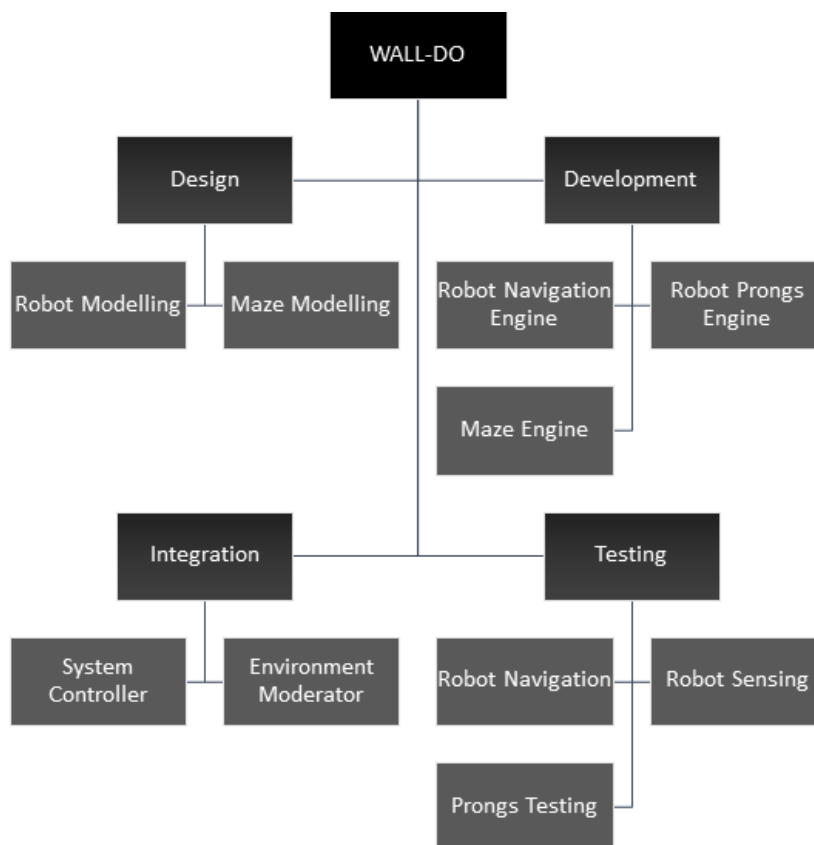 WALL-DO
Design
Development
Robot Modelling
Maze Modelling
Robot Navigation
Engine
Robot Prongs
Engine
Maze Engine
Integration
Testing
System
Controller
Environment
Moderator
Robot Navigation
Robot Sensing
Prongs Testing